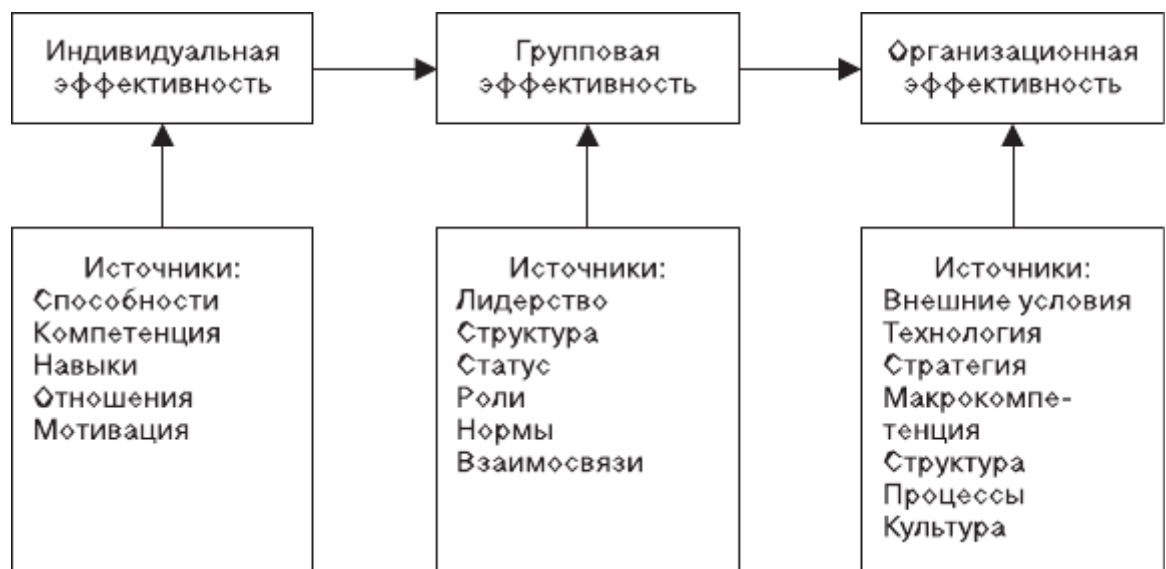 Индивидуальная
эффективность
Групповая
эффективность
Организационная
эффективность
Источники:
Способности
Компетенция
Навыки
Отношения
Мотивация
Источники:
Лидерство
Структура
Статус
Роли
Нормы
Взаимосвязи
Источники:
Внешние условия
Технология
Стратегия
Макрокомпе-
тенция
Структура
Процессы
Культура